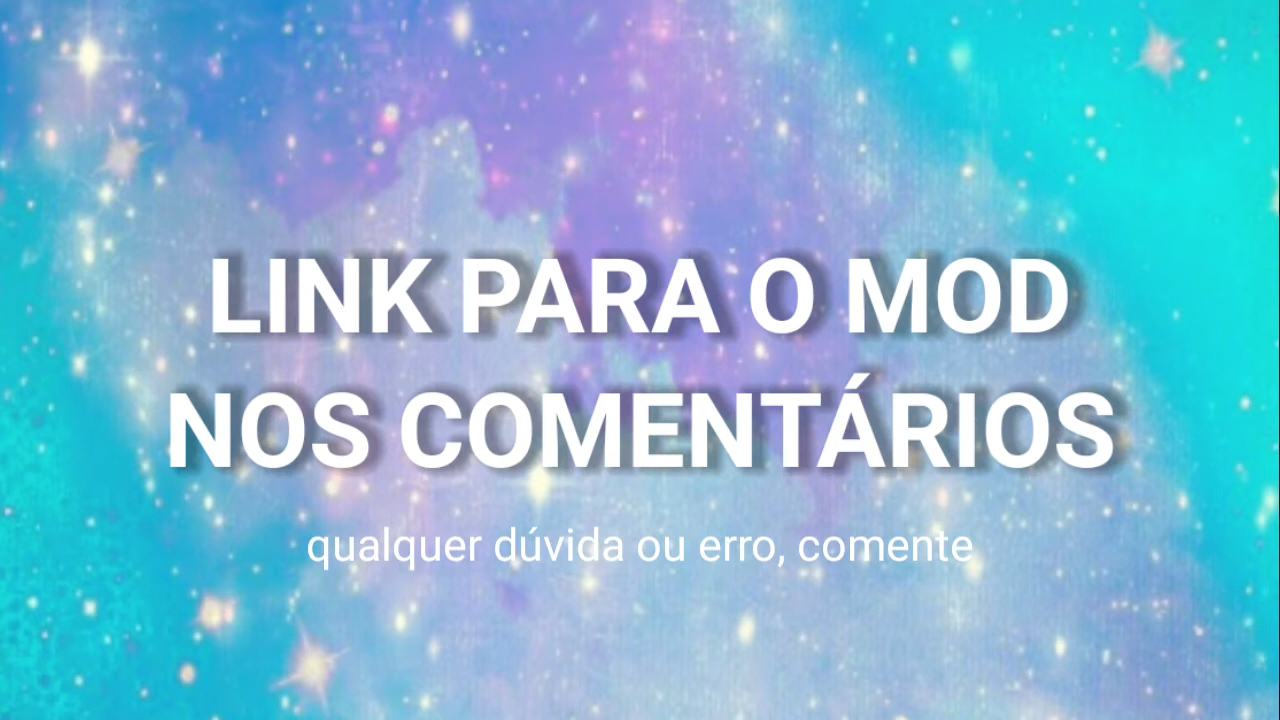 LINK PARA O MOD
NOS COMENTÁRIOS
qualquer dúvida ou erro, comente